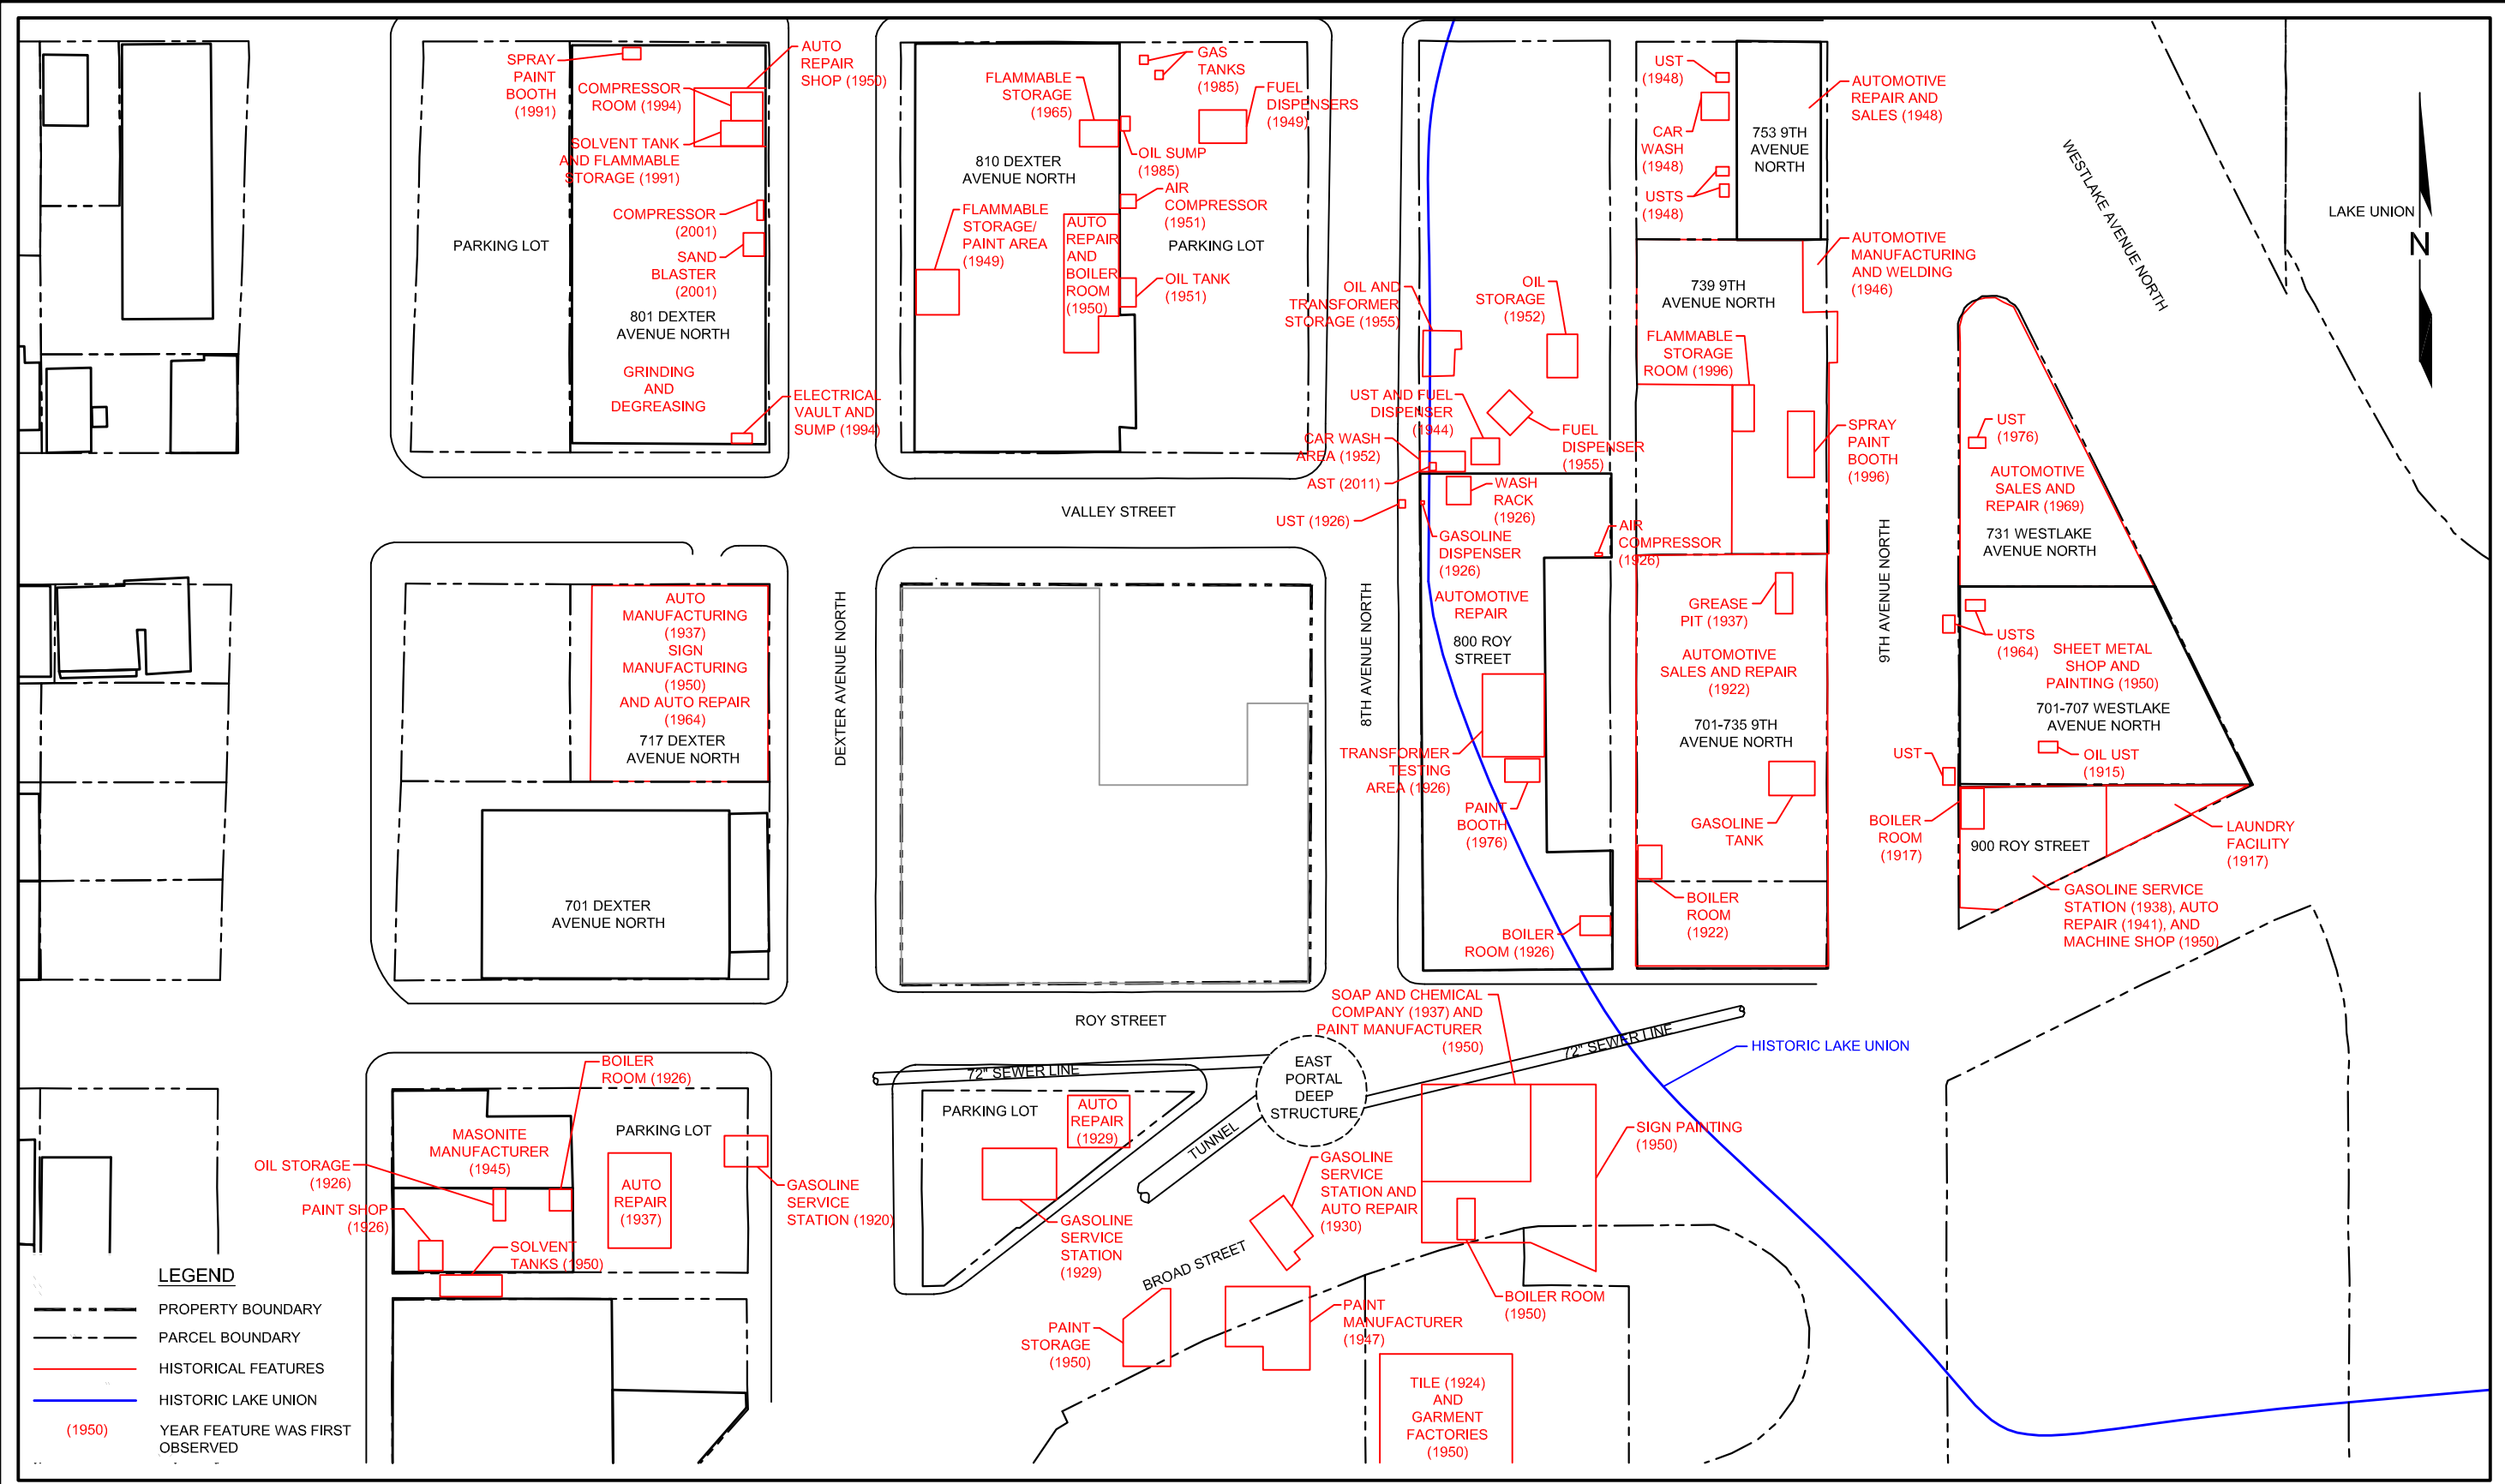 SPRAY
PAINT
BOOTH
(1991)
COMPRESSOR
ROOM (1994)
AUTO
REPAIR
SHOP (1950)
SOLVENT TANK
AND FLAMMABLE
STORAGE (1991)
COMPRESSOR
(2001)
SAND
BLASTER
(2001)
PARKING LOT
801 DEXTER
AVENUE NORTH
GRINDING
AND
DEGREASING
ELECTRICAL
VAULT AND
SUMP (1994)
FLAMMABLE
STORAGE
(1965)
GAS
TANKS
(1985)
FUEL
DISPENSERS
(1949)
OIL SUMP
(1985)
810 DEXTER
AVENUE NORTH
AIR
COMPRESSOR
(1951)
FLAMMABLE
STORAGE/
PAINT AREA
(1949)
AUTO
REPAIR
AND
BOILER
ROOM
(1950)
PARKING LOT
OIL TANK
(1951)
UST
(1948)
CAR
WASH
(1948)
USTS
(1948)
753 9TH
AVENUE
NORTH
AUTOMOTIVE
REPAIR AND
SALES (1948)
AUTOMOTIVE
MANUFACTURING
AND WELDING
(1946)
WESTLAKE AVENUE NORTH
LAKE UNION
N
OIL AND
TRANSFORMER
STORAGE (1955)
OIL
STORAGE
(1952)
739 9TH
AVENUE NORTH
FLAMMABLE
STORAGE
ROOM (1996)
UST AND FUEL
DISPENSER
(1944)
CAR WASH
AREA (1952)
AST (2011)
FUEL
DISPENSER
(1955)
SPRAY
PAINT
BOOTH
(1996)
UST
(1976)
AUTOMOTIVE
SALES AND
REPAIR (1969)
731 WESTLAKE
AVENUE NORTH
VALLEY STREET
UST (1926)
WASH
RACK
(1926)
GASOLINE
DISPENSER
(1926)
AIR
COMPRESSOR
(1926)
9TH AVENUE NORTH
AUTO
MANUFACTURING
(1937)
SIGN
MANUFACTURING
(1950)
AND AUTO REPAIR
(1964)
717 DEXTER
AVENUE NORTH
DEXTER AVENUE NORTH
8TH AVENUE NORTH
AUTOMOTIVE
REPAIR
800 ROY
STREET
GREASE
PIT (1937)
AUTOMOTIVE
SALES AND REPAIR
(1922)
701-735 9TH
AVENUE NORTH
USTS
(1964)
SHEET METAL
SHOP AND
PAINTING (1950)
701-707 WESTLAKE
AVENUE NORTH
UST
OIL UST
(1915)
TRANSFORMER
TESTING
AREA (1926)
PAINT
BOOTH
(1976)
GASOLINE
TANK
BOILER
ROOM
(1917)
900 ROY STREET
LAUNDRY
FACILITY
(1917)
GASOLINE SERVICE
STATION (1938), AUTO
REPAIR (1941), AND
MACHINE SHOP (1950)
701 DEXTER
AVENUE NORTH
BOILER
ROOM (1926)
BOILER
ROOM
(1922)
ROY STREET
SOAP AND CHEMICAL
COMPANY (1937) AND
PAINT MANUFACTURER
(1950)
72" SEWER LINE
72" SEWER LINE
HISTORIC LAKE UNION
EAST
PORTAL
DEEP
STRUCTURE
TUNNEL
BOILER
ROOM (1926)
MASONITE
MANUFACTURER
(1945)
PARKING LOT
OIL STORAGE
(1926)
PAINT SHOP
(1926)
AUTO
REPAIR
(1937)
SOLVENT
TANKS (1950)
GASOLINE
SERVICE
STATION (1920)
PARKING LOT
AUTO
REPAIR
(1929)
GASOLINE
SERVICE
STATION
(1929)
GASOLINE
SERVICE
STATION AND
AUTO REPAIR
(1930)
SIGN PAINTING
(1950)
BROAD STREET
PAINT
STORAGE
(1950)
PAINT
MANUFACTURER
(1947)
BOILER ROOM
(1950)
TILE (1924)
AND
GARMENT
FACTORIES
(1950)
LEGEND
PROPERTY BOUNDARY
PARCEL BOUNDARY
HISTORICAL FEATURES
HISTORIC LAKE UNION
(1950) YEAR FEATURE WAS FIRST
OBSERVED